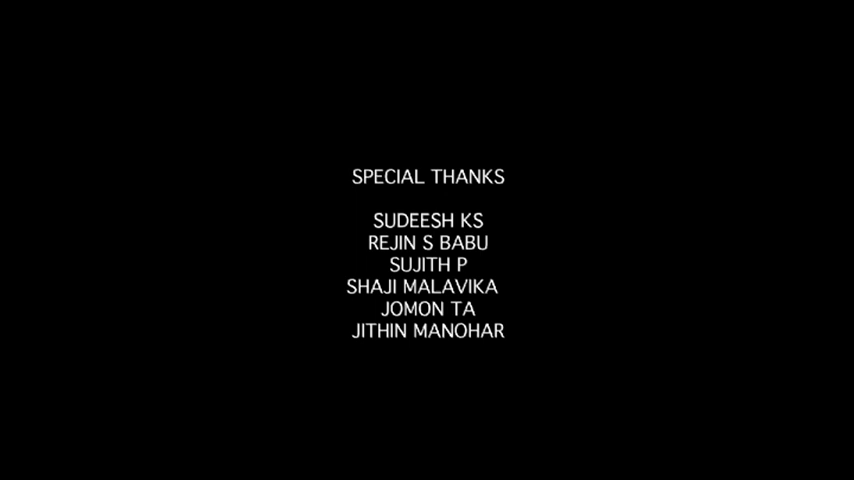 SPECIAL THANKS
SUDEESH KS
REJIN S BABU
SUJITH P
SHAJI MALAVIKA
JOMON TA
JITHIN MANOHAR